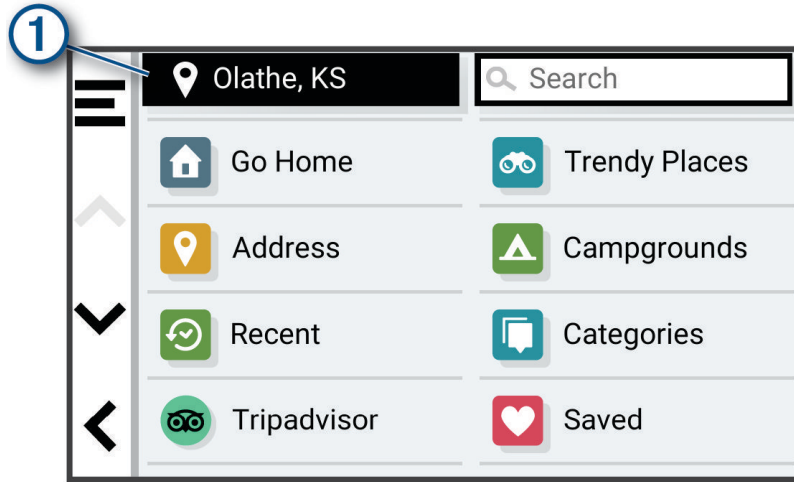 1
Olathe, KS
Search
Go Home
Trendy Places
Address
Campgrounds
Recent
Categories
Tripadvisor
Saved